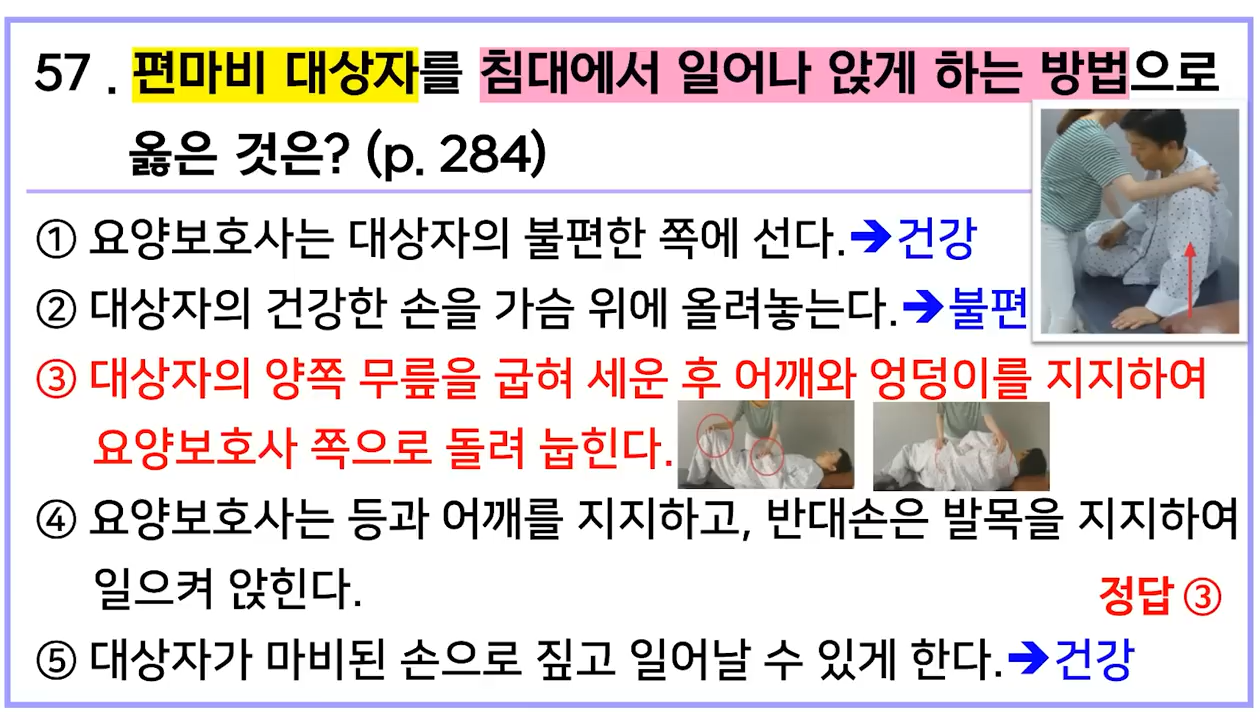 57 . 편마비 대상자를 침대에서 일어나 앉게 하는 방법으로
옳은 것은? (p. 284)
① 요양보호사는 대상자의 불편한 쪽에 선다.➔건강
② 대상자의 건강한 손을 가슴 위에 올려놓는다.➔불편
③ 대상자의 양쪽 무릎을 굽혀 세운 후 어깨와 엉덩이를 지지하여
요양보호사 쪽으로 돌려 눕힌다.
④ 요양보호사는 등과 어깨를 지지하고, 반대손은 발목을 지지하여
일으켜 앉힌다.
정답 ③
⑤ 대상자가 마비된 손으로 짚고 일어날 수 있게 한다.➔건강